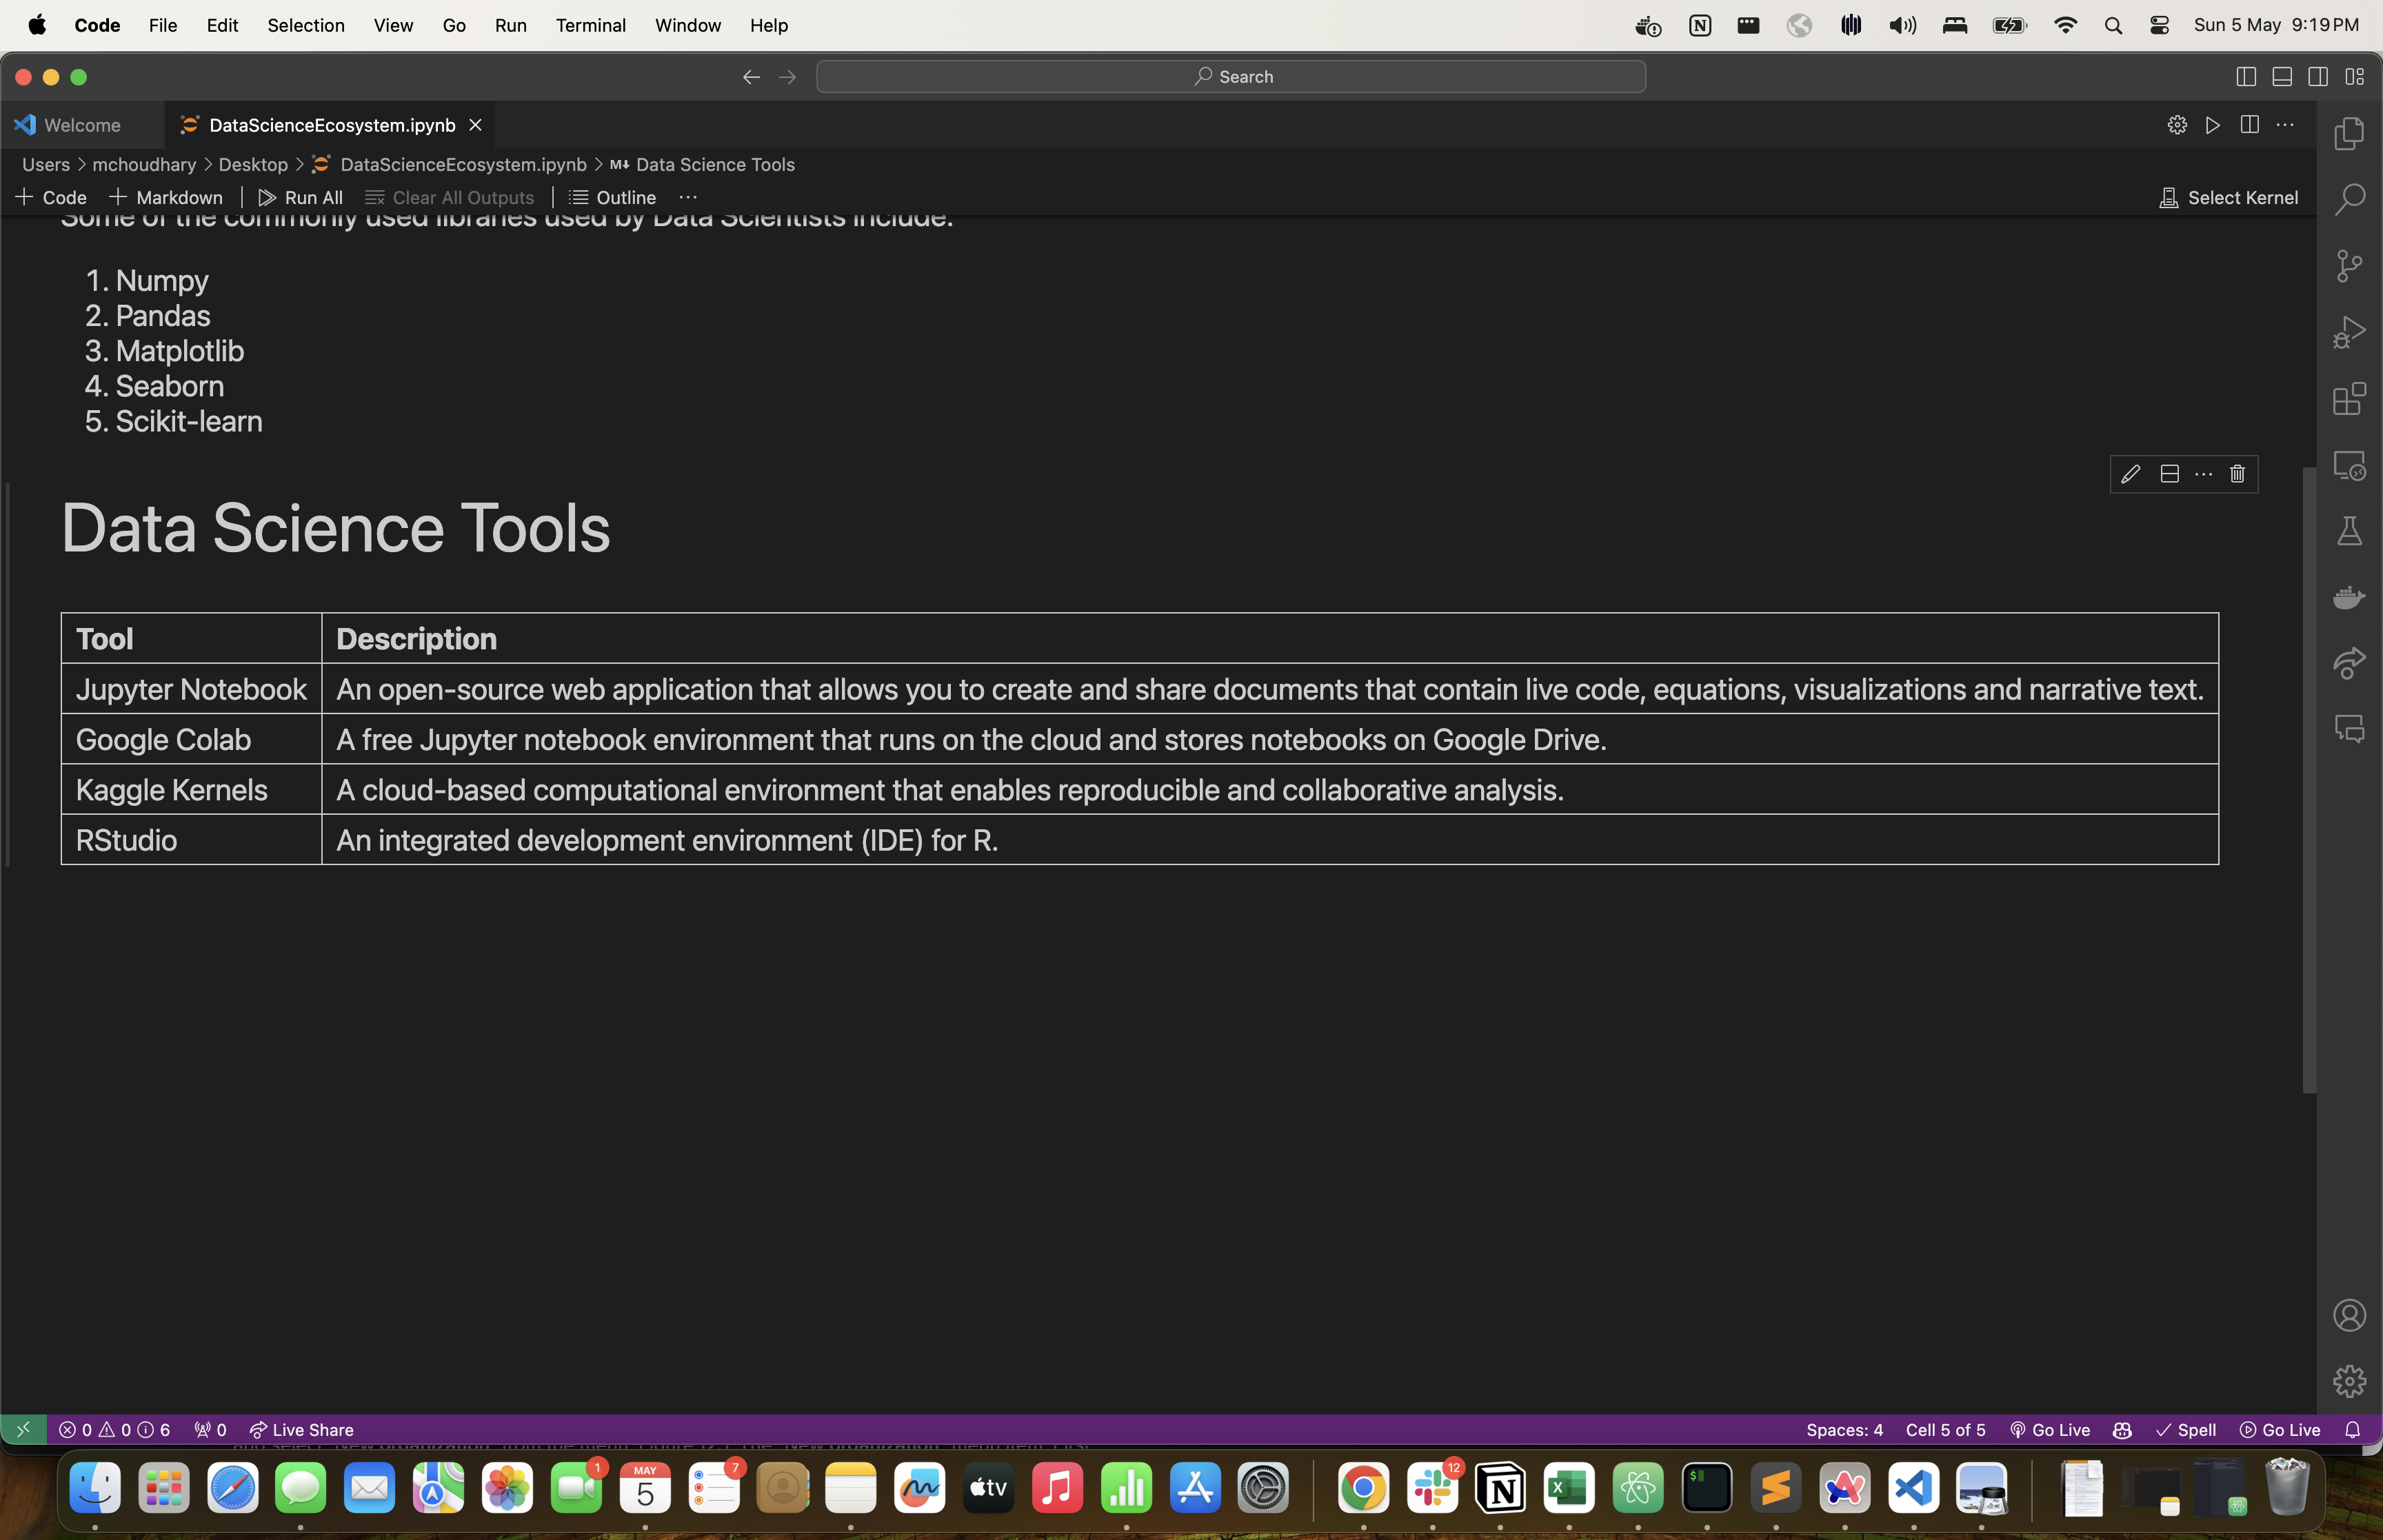 Code File Edit Selection View Go Run Terminal Window Help Sun 5 May 9:19 PM
Search
Welcome DataScienceEcosystem.ipynb
Users > mchoudhary > Desktop > DataScienceEcosystem.ipynb > M↓ Data Science Tools
+ Code + Markdown Run All Clear All Outputs Outline ··· Select Kernel
Some of the commonly used libraries used by Data Scientists include:
1. Numpy
2. Pandas
3. Matplotlib
4. Seaborn
5. Scikit-learn
Data Science Tools
Tool Description
Jupyter Notebook An open-source web application that allows you to create and share documents that contain live code, equations, visualizations and narrative text.
Google Colab A free Jupyter notebook environment that runs on the cloud and stores notebooks on Google Drive.
Kaggle Kernels A cloud-based computational environment that enables reproducible and collaborative analysis.
RStudio An integrated development environment (IDE) for R.
0 0 6 0 Live Share Spaces: 4 Cell 5 of 5 Go Live Spell Go Live
1 MAY 5 7 tv 12